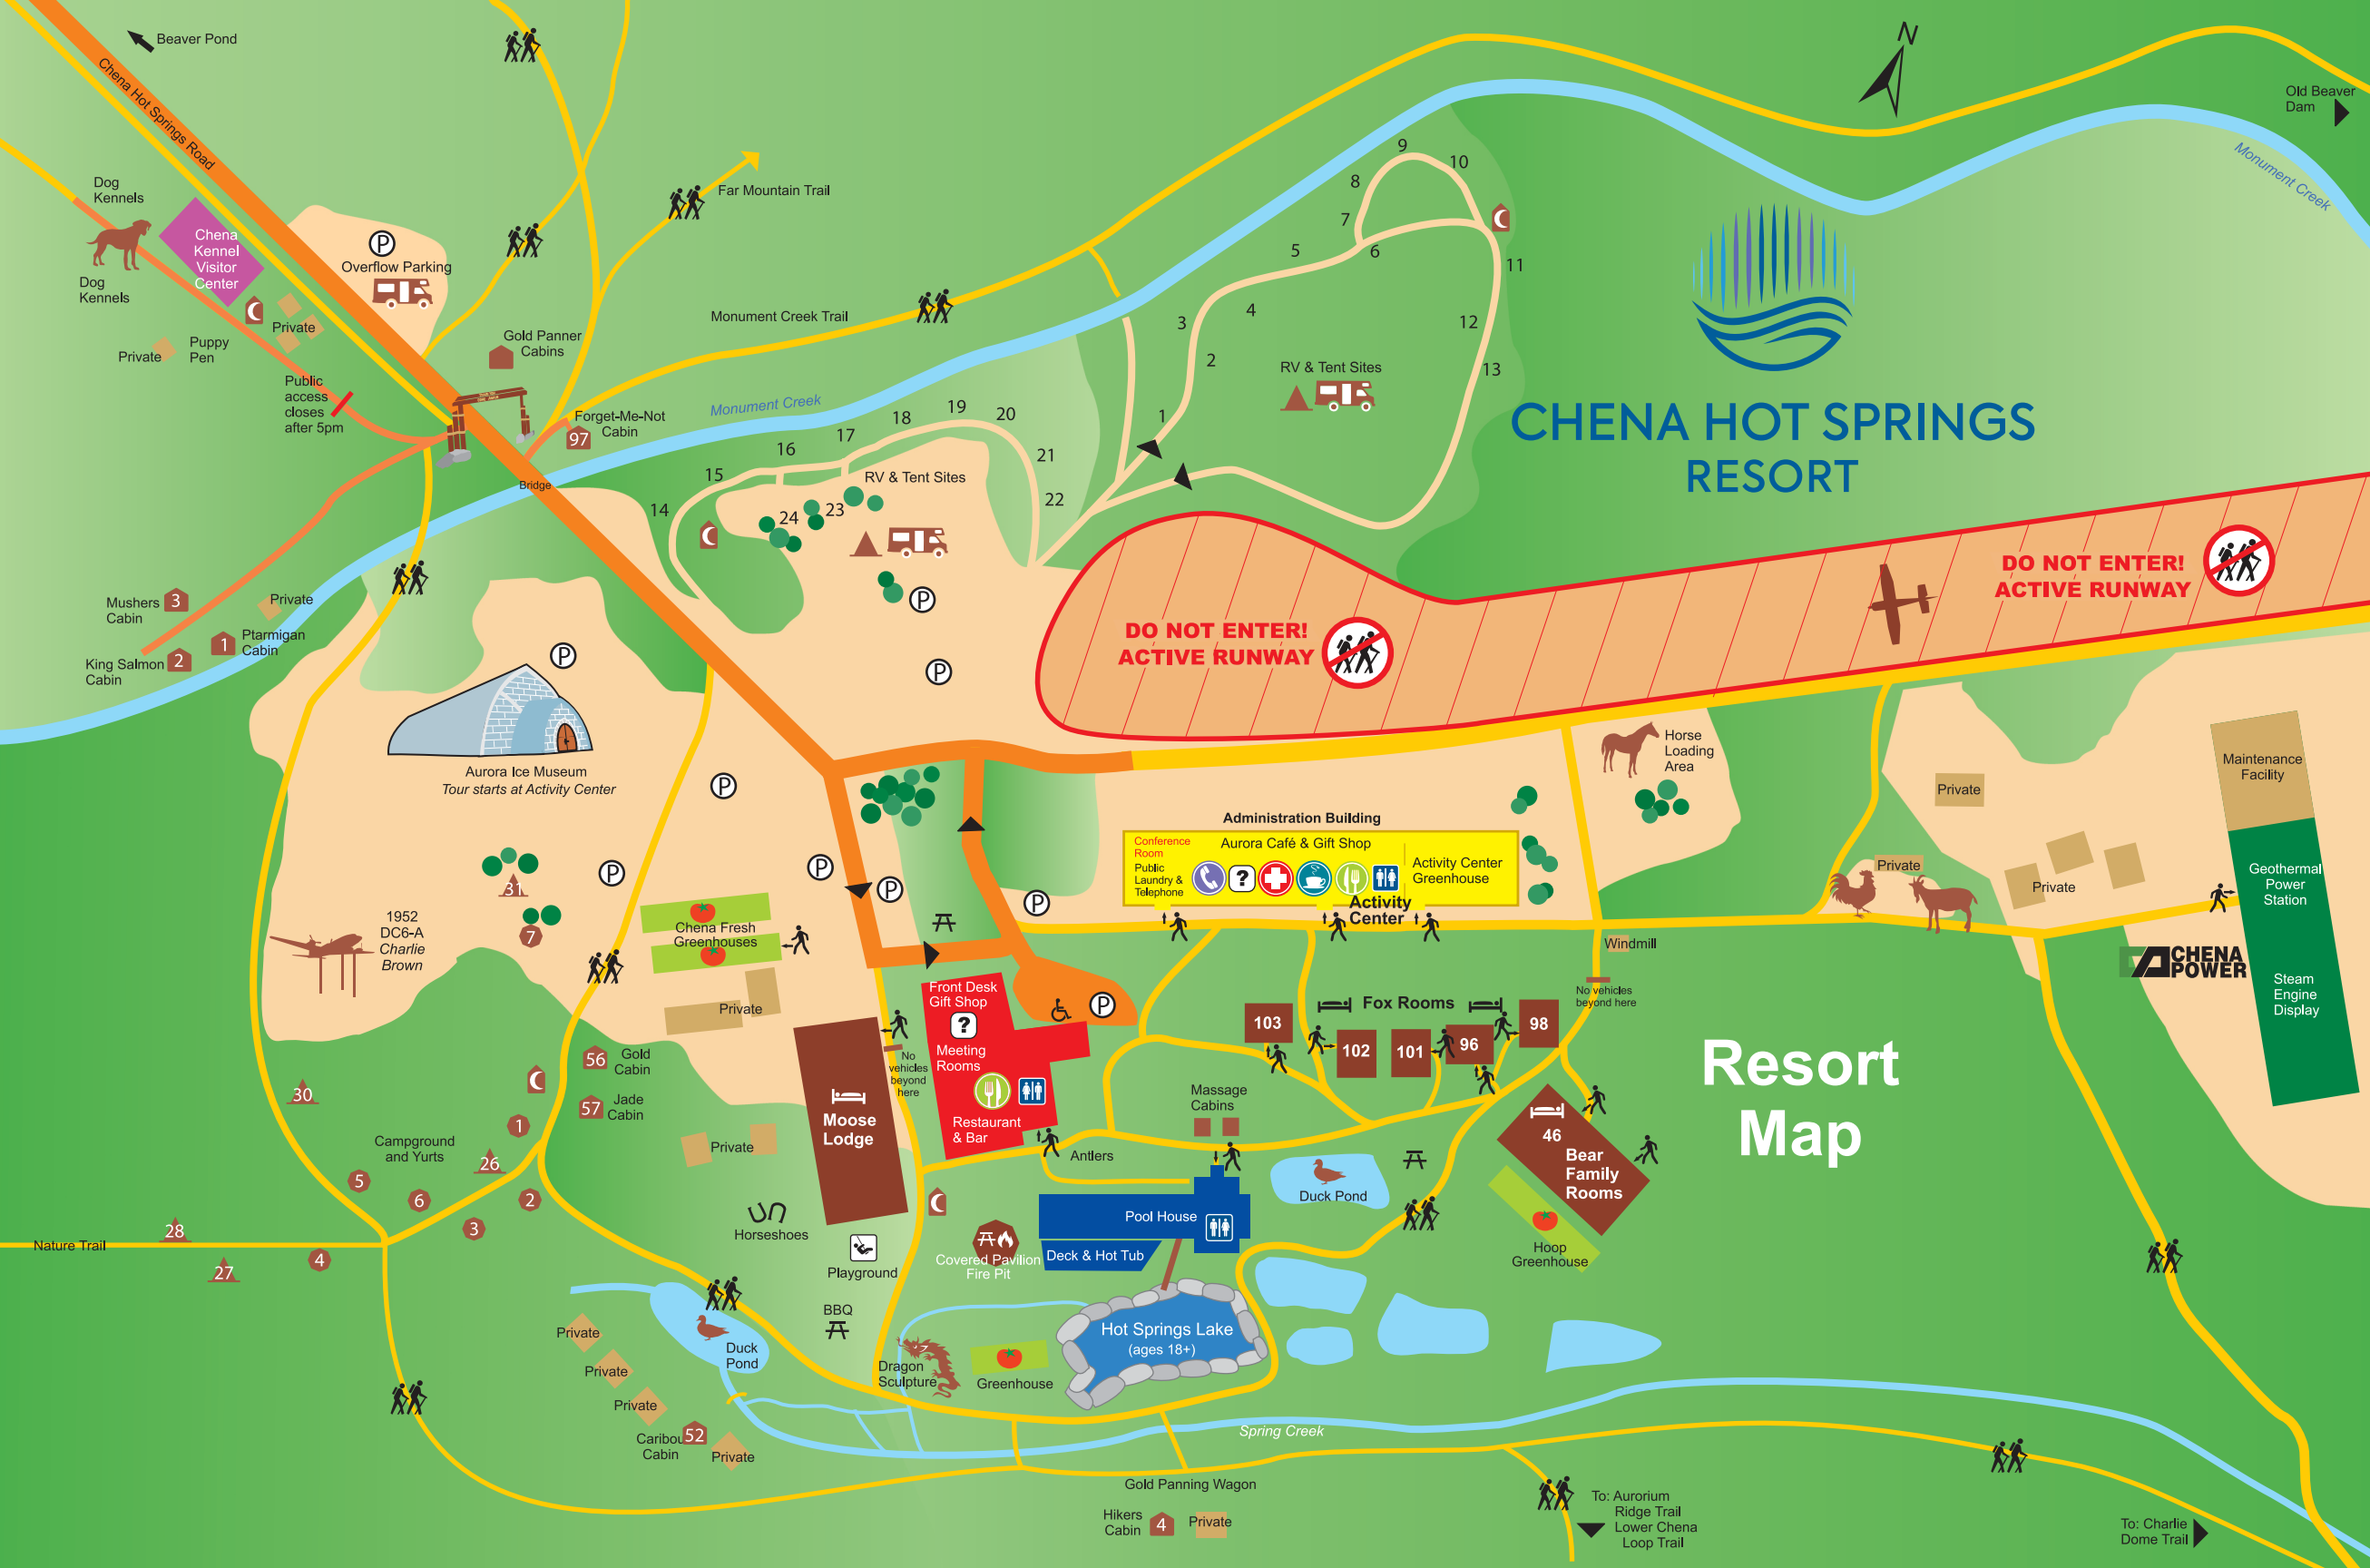 Beaver Pond
Chena Hot Springs Road
N
Old Beaver
Dam
Monument Creek
Dog
Kennels
Chena
Kennel
Visitor
Center
Dog
Kennels
P
Overflow Parking
Far Mountain Trail
Private
Private
Puppy
Pen
Gold Panner
Cabins
Monument Creek Trail
Public
access
closes
after 5pm
Forget-Me-Not
Cabin
97
Monument Creek
Bridge
9
10
8
7
6
5
11
4
3
2
12
13
1
RV & Tent Sites
CHENA HOT SPRINGS
RESORT
19
20
18
17
16
15
14
21
22
23
24
RV & Tent Sites
P
P
Mushers
Cabin
3
Private
1
Ptarmigan
Cabin
King Salmon
Cabin
2
P
Aurora Ice Museum
Tour starts at Activity Center
DO NOT ENTER!
ACTIVE RUNWAY
DO NOT ENTER!
ACTIVE RUNWAY
P
P
P
P
P
Horse
Loading
Area
Private
Maintenance
Facility
Administration Building
Conference
Room
Public
Laundry &
Telephone
Aurora Café & Gift Shop
?
Activity Center
Greenhouse
Activity
Center
Private
Private
Geothermal
Power
Station
Steam
Engine
Display
CHENA
POWER
31
7
1952
DC6-A
Charlie
Brown
Chena Fresh
Greenhouses
Private
Windmill
No vehicles
beyond here
Front Desk
Gift Shop
?
Meeting
Rooms
Restaurant
& Bar
P
No
vehicles
beyond
here
Moose
Lodge
Fox Rooms
103
102
101
96
98
Resort
Map
56
Gold
Cabin
57
Jade
Cabin
30
1
Campground
and Yurts
26
5
6
2
3
28
Nature Trail
27
4
Private
Massage
Cabins
Antlers
46
Bear
Family
Rooms
Duck Pond
Horseshoes
Playground
Covered Pavilion
Fire Pit
Pool House
Deck & Hot Tub
Hoop
Greenhouse
BBQ
Hot Springs Lake
(ages 18+)
Dragon
Sculpture
Greenhouse
Duck
Pond
Private
Private
Private
Caribou
Cabin
52
Private
Spring Creek
Gold Panning Wagon
Hikers
Cabin
4
Private
To: Aurorium
Ridge Trail
Lower Chena
Loop Trail
To: Charlie
Dome Trail